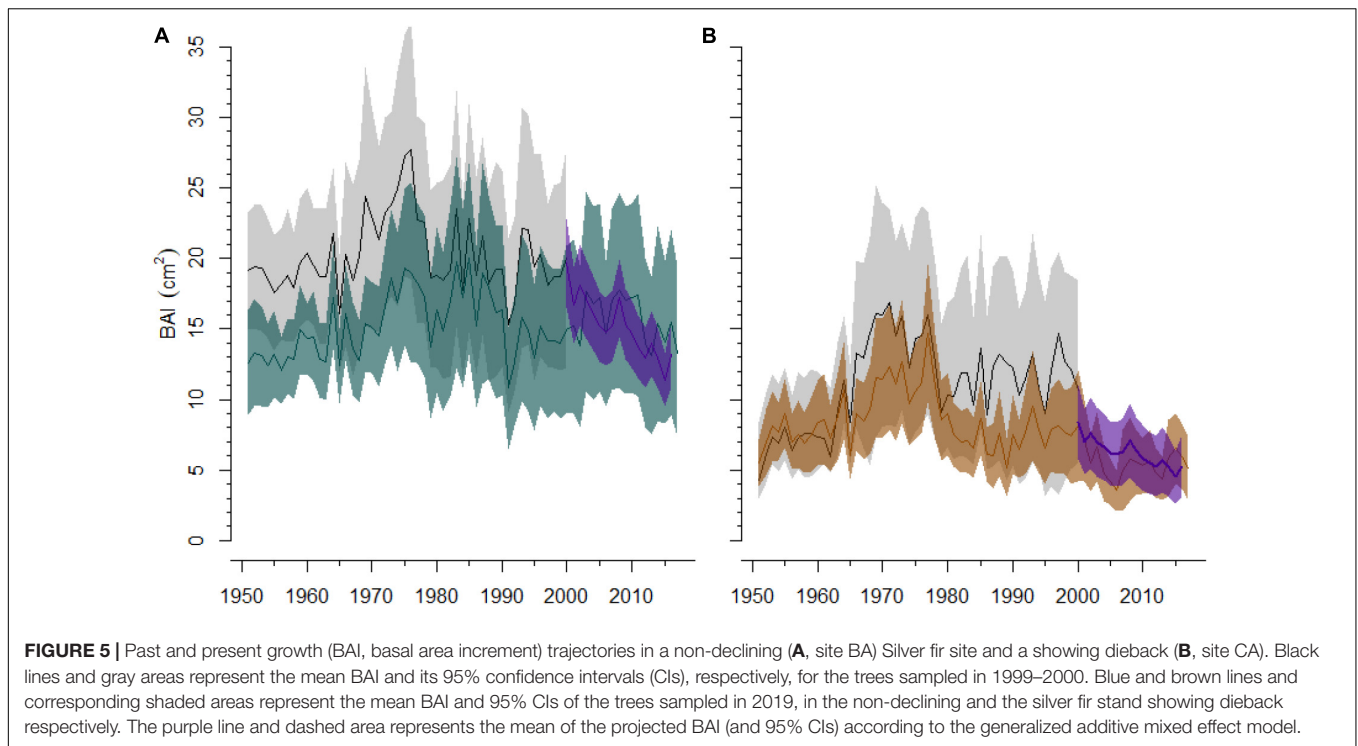 A
B
35
30
25
20
15
10
5
0
BAI (cm²)
1950 1960 1970 1980 1990 2000 2010
1950 1960 1970 1980 1990 2000 2010
FIGURE 5 | Past and present growth (BAI, basal area increment) trajectories in a non-declining (A, site BA) Silver fir site and a showing dieback (B, site CA). Black
lines and gray areas represent the mean BAI and its 95% confidence intervals (CIs), respectively, for the trees sampled in 1999–2000. Blue and brown lines and
corresponding shaded areas represent the mean BAI and 95% CIs of the trees sampled in 2019, in the non-declining and the silver fir stand showing dieback
respectively. The purple line and dashed area represents the mean of the projected BAI (and 95% CIs) according to the generalized additive mixed effect model.